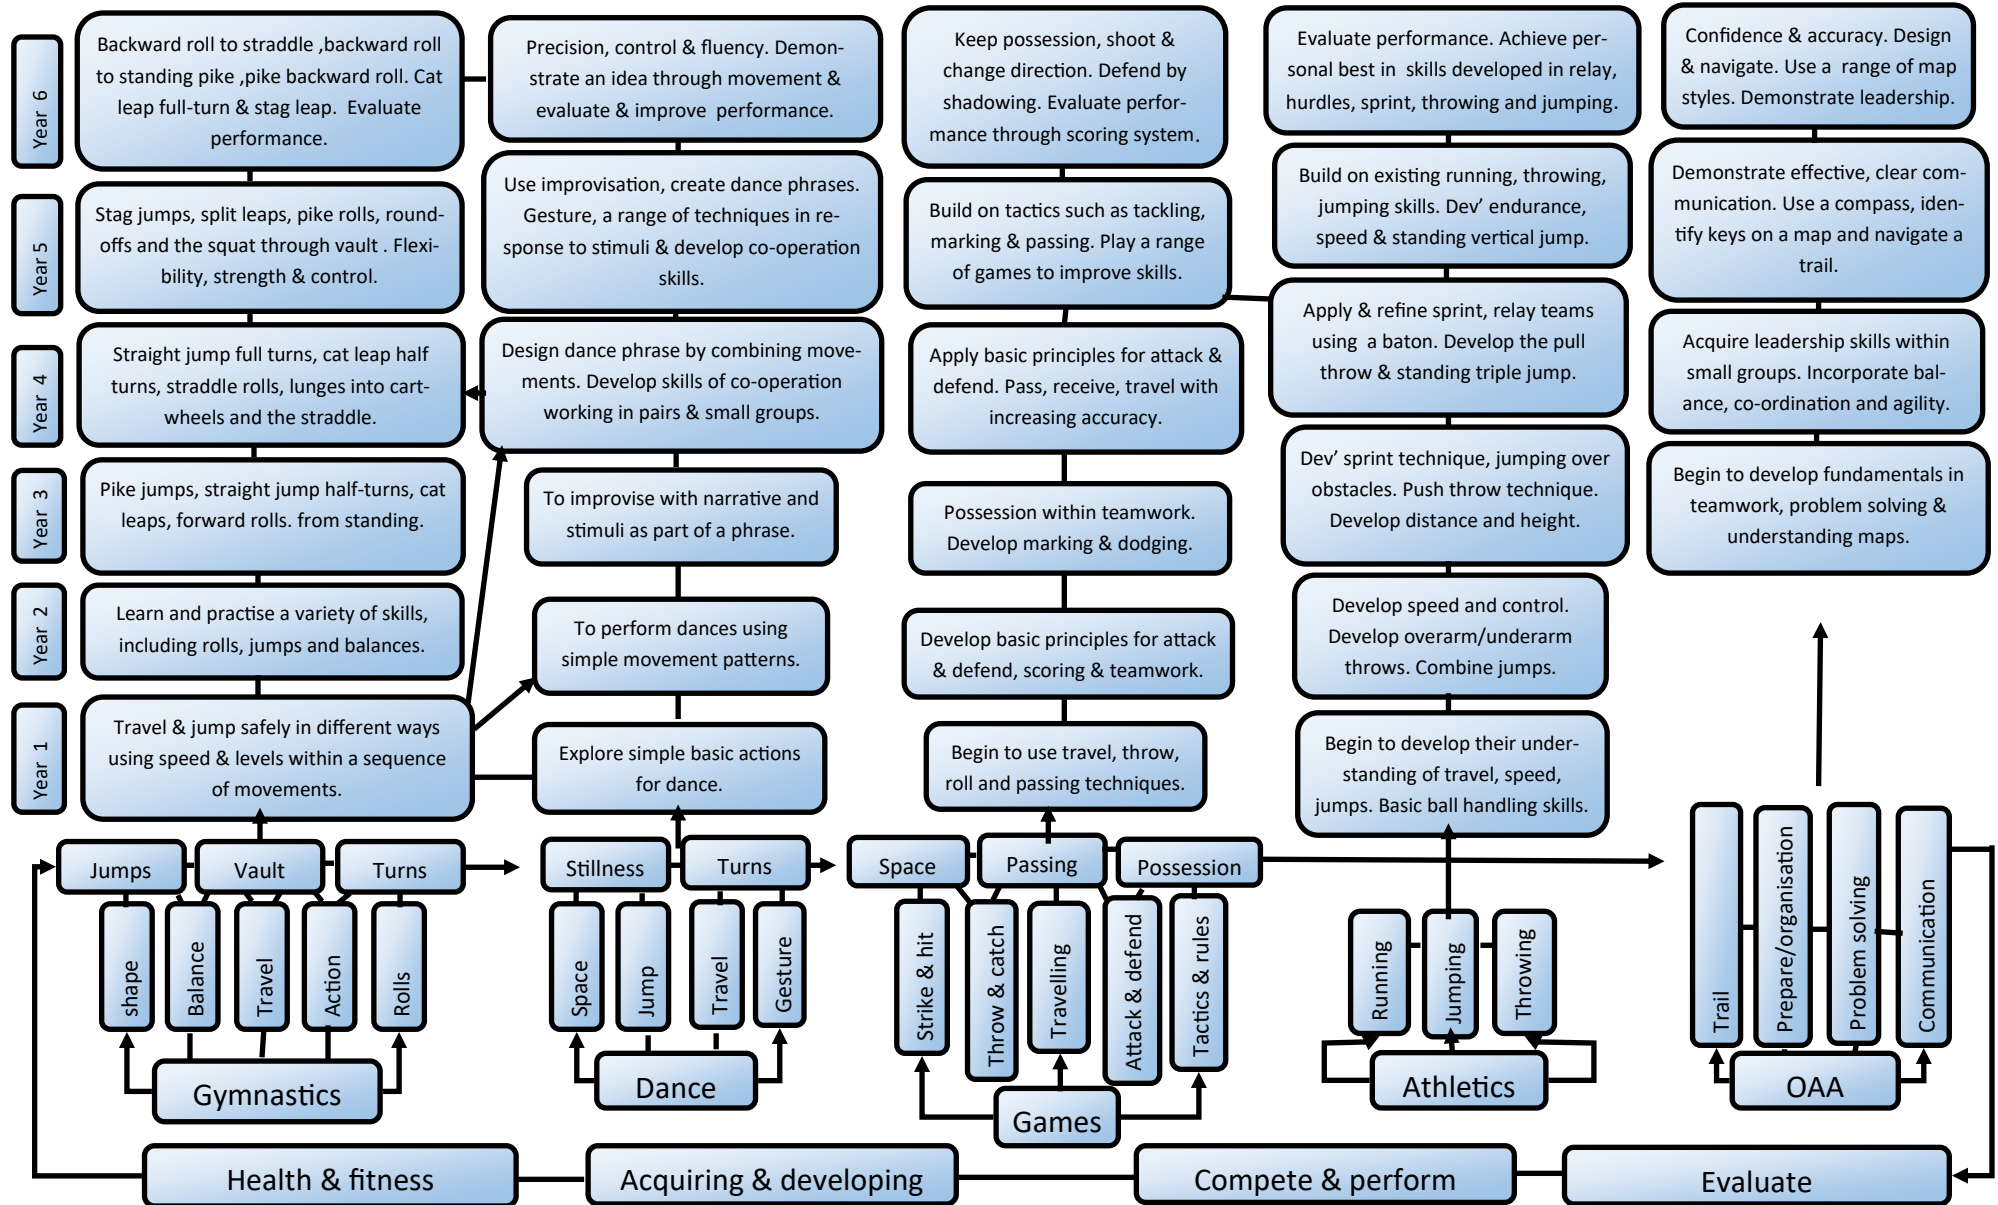 Year 6
Backward roll to straddle ,backward roll
to standing pike ,pike backward roll. Cat
leap full-turn & stag leap. Evaluate
performance.
Precision, control & fluency. Demon-
strate an idea through movement &
evaluate & improve performance.
Keep possession, shoot &
change direction. Defend by
shadowing. Evaluate perfor-
mance through scoring system.
Evaluate performance. Achieve per-
sonal best in skills developed in relay,
hurdles, sprint, throwing and jumping.
Confidence & accuracy. Design
& navigate. Use a range of map
styles. Demonstrate leadership.
Year 5
Stag jumps, split leaps, pike rolls, round-
offs and the squat through vault . Flexi-
bility, strength & control.
Use improvisation, create dance phrases.
Gesture, a range of techniques in re-
sponse to stimuli & develop co-operation
skills.
Build on tactics such as tackling,
marking & passing. Play a range
of games to improve skills.
Build on existing running, throwing,
jumping skills. Dev' endurance,
speed & standing vertical jump.
Demonstrate effective, clear com-
munication. Use a compass, iden-
tify keys on a map and navigate a
trail.
Year 4
Straight jump full turns, cat leap half
turns, straddle rolls, lunges into cart-
wheels and the straddle.
Design dance phrase by combining move-
ments. Develop skills of co-operation
working in pairs & small groups.
Apply basic principles for attack &
defend. Pass, receive, travel with
increasing accuracy.
Apply & refine sprint, relay teams
using a baton. Develop the pull
throw & standing triple jump.
Acquire leadership skills within
small groups. Incorporate bal-
ance, co-ordination and agility.
Year 3
Pike jumps, straight jump half-turns, cat
leaps, forward rolls. from standing.
To improvise with narrative and
stimuli as part of a phrase.
Possession within teamwork.
Develop marking & dodging.
Dev' sprint technique, jumping over
obstacles. Push throw technique.
Develop distance and height.
Begin to develop fundamentals in
teamwork, problem solving &
understanding maps.
Year 2
Learn and practise a variety of skills,
including rolls, jumps and balances.
To perform dances using
simple movement patterns.
Develop basic principles for attack
& defend, scoring & teamwork.
Develop speed and control.
Develop overarm/underarm
throws. Combine jumps.
Year 1
Travel & jump safely in different ways
using speed & levels within a sequence
of movements.
Explore simple basic actions
for dance.
Begin to use travel, throw,
roll and passing techniques.
Begin to develop their under-
standing of travel, speed,
jumps. Basic ball handling skills.
Jumps
Vault
Turns
Stillness
Turns
Space
Passing
Possession
shape
Balance
Travel
Action
Rolls
Space
Jump
Travel
Gesture
Strike & hit
Throw & catch
Travelling
Attack & defend
Tactics & rules
Running
Jumping
Throwing
Trail
Prepare/organisation
Problem solving
Communication
Gymnastics
Dance
Games
Athletics
OAA
Health & fitness
Acquiring & developing
Compete & perform
Evaluate